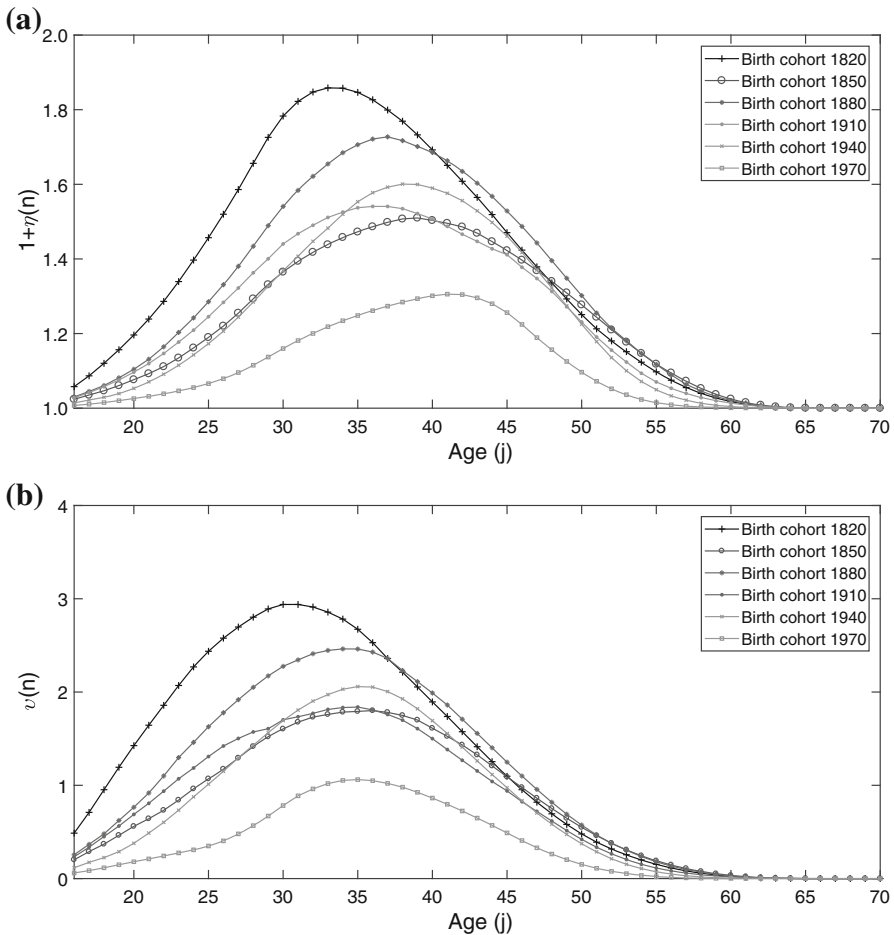 (a)
2.0
1.8
1.6
1.4
1.2
1.0
1+η(n)
20 25 30 35 40 45 50 55 60 65 70
Age (j)
Birth cohort 1820
Birth cohort 1850
Birth cohort 1880
Birth cohort 1910
Birth cohort 1940
Birth cohort 1970
(b)
4
3
2
1
0
υ(n)
20 25 30 35 40 45 50 55 60 65 70
Age (j)
Birth cohort 1820
Birth cohort 1850
Birth cohort 1880
Birth cohort 1910
Birth cohort 1940
Birth cohort 1970